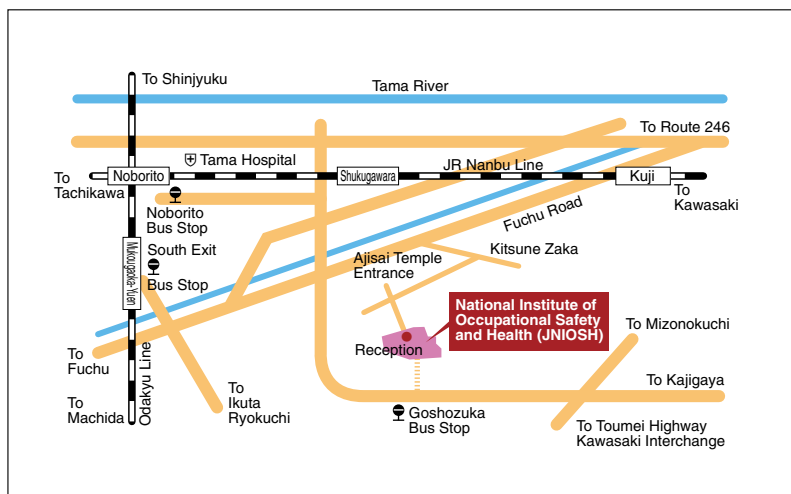 To Shinjyuku
Tama River
To Route 246
Tama Hospital
JR Nanbu Line
To
Tachikawa
Noborito
Shukugawara
Kuji
To
Kawasaki
Noborito
Bus Stop
Fuchu Road
South Exit
Bus Stop
Mukougaoka-Yuen
Kitsune Zaka
Ajisai Temple
Entrance
National Institute of
Occupational Safety
and Health (JNIOSH)
To Mizonokuchi
Reception
To
Fuchu
Odakyu Line
To
Ikuta
Ryokuchi
To Kajigaya
To
Machida
Goshozuka
Bus Stop
To Toumei Highway
Kawasaki Interchange